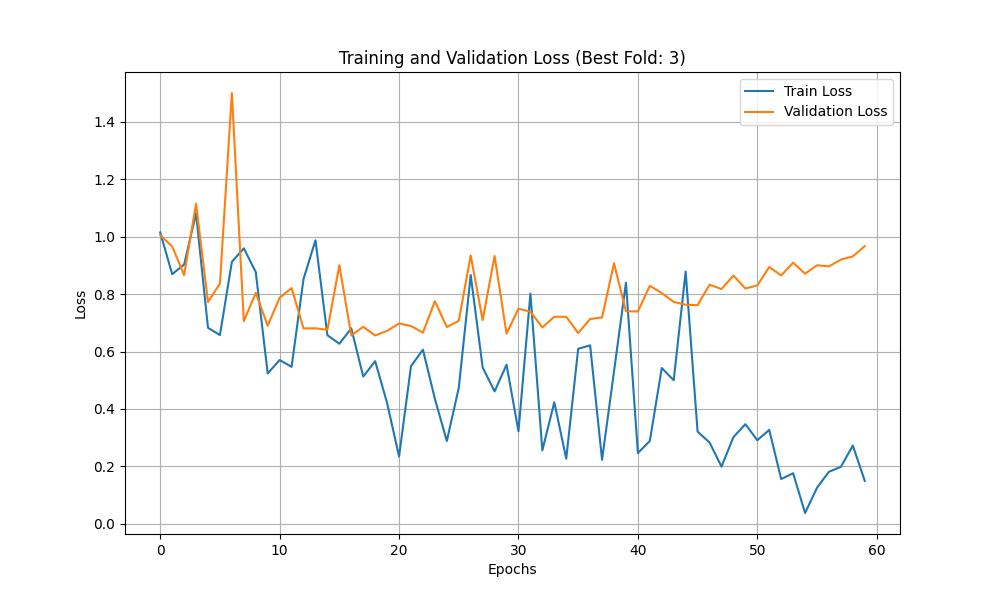 Training and Validation Loss (Best Fold: 3)
Train Loss
Validation Loss
1.4
1.2
1.0
0.8
0.6
0.4
0.2
0.0
Loss
0 10 20 30 40 50 60
Epochs